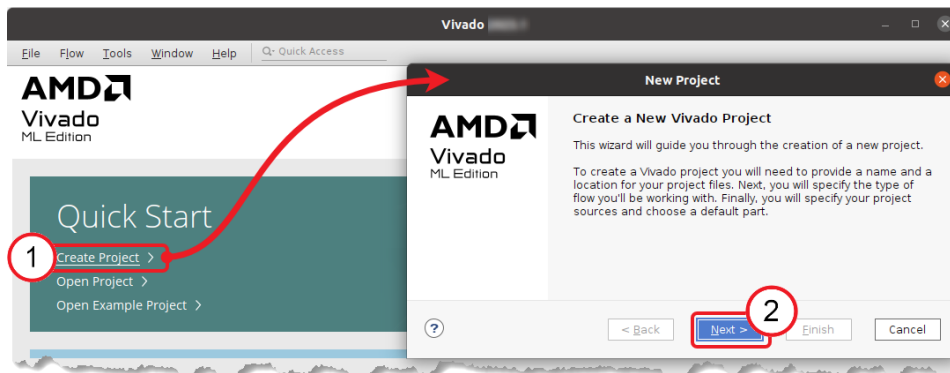 Vivado
File Flow Tools Window Help Q- Quick Access
AMD
Vivado
ML Edition
Quick Start
1
Create Project >
Open Project >
Open Example Project >
New Project
AMD
Vivado
ML Edition
Create a New Vivado Project
This wizard will guide you through the creation of a new project.
To create a Vivado project you will need to provide a name and a
location for your project files. Next, you will specify the type of
flow you'll be working with. Finally, you will specify your project
sources and choose a default part.
2
?
< Back Next > Finish Cancel